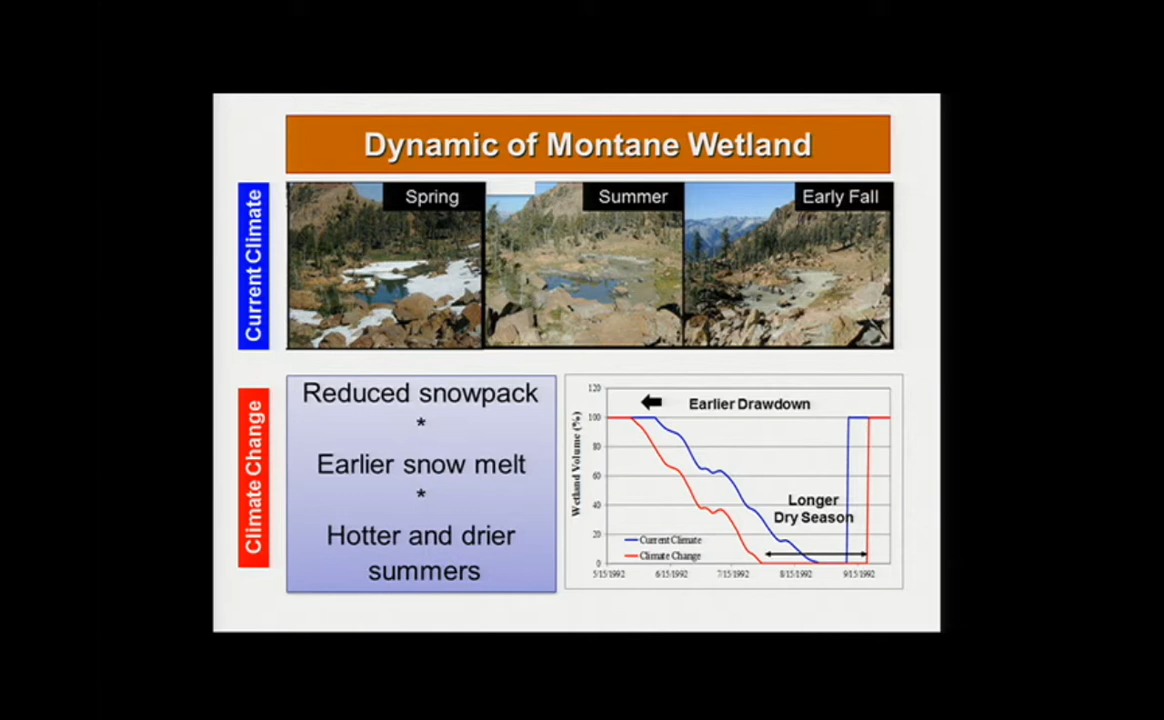 Dynamic of Montane Wetland
Current Climate
Spring
Summer
Early Fall
Climate Change
Reduced snowpack
*
Earlier snow melt
*
Hotter and drier
summers
Earlier Drawdown
Longer
Dry Season
Wetland Volume (%)
120
100
80
60
40
20
0
Current Climate
Climate Change
5/15/1992
6/15/1992
7/15/1992
8/15/1992
9/15/1992